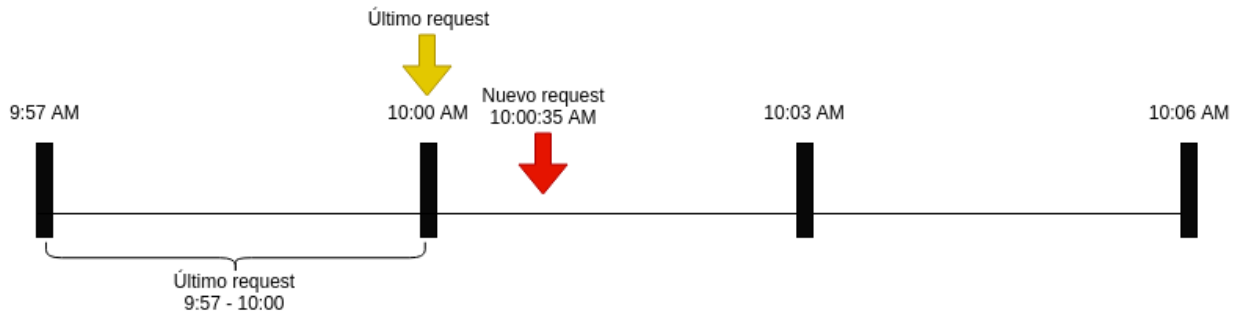 Último request
9:57 AM
10:00 AM
Nuevo request
10:00:35 AM
10:03 AM
10:06 AM
Último request
9:57 - 10:00